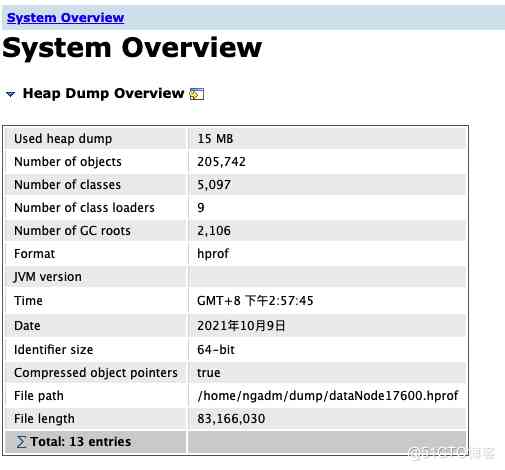 System Overview
System Overview
Heap Dump Overview
Used heap dump 15 MB
Number of objects 205,742
Number of classes 5,097
Number of class loaders 9
Number of GC roots 2,106
Format hprof
JVM version
Time GMT+8 下午2:57:45
Date 2021年10月9日
Identifier size 64-bit
Compressed object pointers true
File path /home/ngadm/dump/dataNode17600.hprof
File length 83,166,030
∑ Total: 13 entries
@51CTO博客